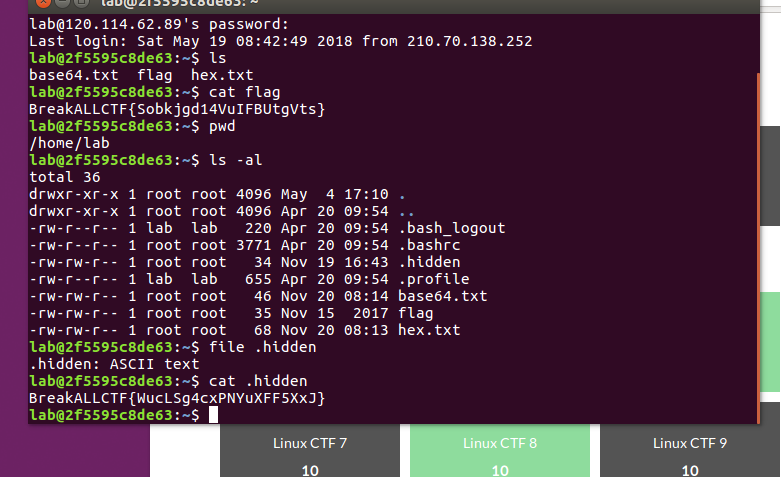 lab@2f5595c8de63: ~
lab@120.114.62.89's password:
Last login: Sat May 19 08:42:49 2018 from 210.70.138.252
lab@2f5595c8de63:~$ ls
base64.txt  flag  hex.txt
lab@2f5595c8de63:~$ cat flag
BreakALLCTF{Sobkjgd14VuIFBUtgVts}
lab@2f5595c8de63:~$ pwd
/home/lab
lab@2f5595c8de63:~$ ls -al
total 36
drwxr-xr-x 1 root root 4096 May  4 17:10 .
drwxr-xr-x 1 root root 4096 Apr 20 09:54 ..
-rw-r--r-- 1 lab  lab   220 Apr 20 09:54 .bash_logout
-rw-r--r-- 1 root root 3771 Apr 20 09:54 .bashrc
-rw-rw-r-- 1 root root   34 Nov 19 16:43 .hidden
-rw-r--r-- 1 lab  lab   655 Apr 20 09:54 .profile
-rw-rw-r-- 1 root root   46 Nov 20 08:14 base64.txt
-rw-rw-r-- 1 root root   35 Nov 15  2017 flag
-rw-rw-r-- 1 root root   68 Nov 20 08:13 hex.txt
lab@2f5595c8de63:~$ file .hidden
.hidden: ASCII text
lab@2f5595c8de63:~$ cat .hidden
BreakALLCTF{WucLSg4cxPNYuXFF5XxJ}
lab@2f5595c8de63:~$
Linux CTF 7
10
Linux CTF 8
10
Linux CTF 9
10